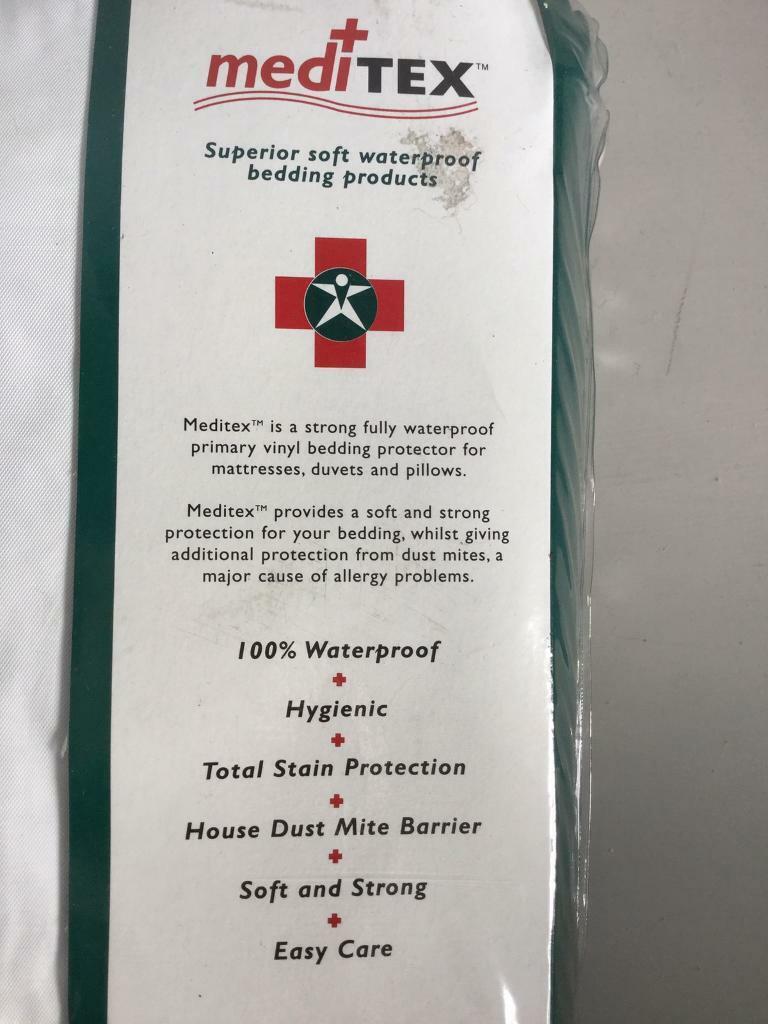 mediTEX™
Superior soft waterproof
bedding products
Meditex™ is a strong fully waterproof
primary vinyl bedding protector for
mattresses, duvets and pillows.
Meditex™ provides a soft and strong
protection for your bedding, whilst giving
additional protection from dust mites, a
major cause of allergy problems.
100% Waterproof
Hygienic
Total Stain Protection
House Dust Mite Barrier
Soft and Strong
Easy Care